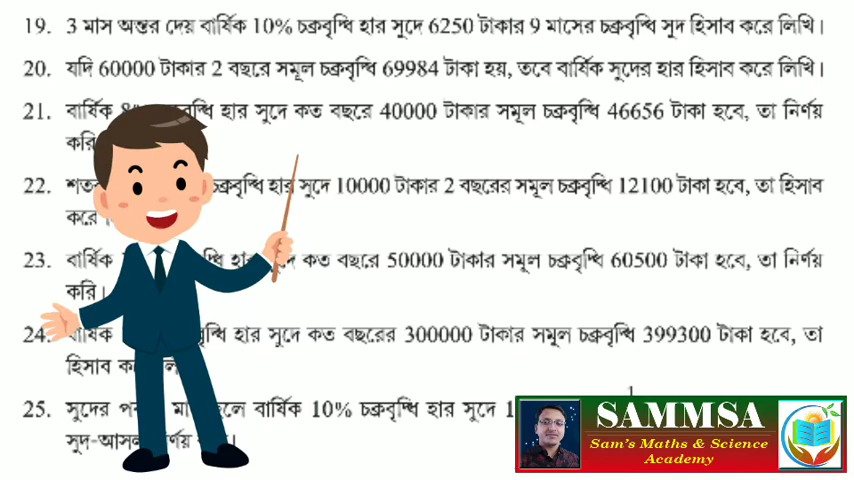 19. 3 মাস অন্তর দেয় বার্ষিক 10% চক্রবৃদ্ধি হার সুদে 6250 টাকার 9 মাসের চক্রবৃদ্ধি সুদ হিসাব করে লিখি।
20. যদি 60000 টাকার 2 বছরে সমূল চক্রবৃদ্ধি 69984 টাকা হয়, তবে বার্ষিক সুদের হার হিসাব করে লিখি।
21. বার্ষিক হার সুদে কত বছরে 40000 টাকার সমূল চক্রবৃদ্ধি 46656 টাকা হবে, তা নির্ণয়
করি
22. চক্রবৃদ্ধি হার সুদে 10000 টাকার 2 বছরের সমূল চক্রবৃদ্ধি 12100 টাকা হবে, তা হিসাব
করে
23. বার্ষিক কত বছরে 50000 টাকার সমূল চক্রবৃদ্ধি 60500 টাকা হবে, তা নির্ণয়
করি।
24. বার্ষিক হার সুদে কত বছরের 300000 টাকার সমূল চক্রবৃদ্ধি 399300 টাকা হবে, তা
হিসাব
25. সুদের বার্ষিক 10% চক্রবৃদ্ধি হার সুদে
সুদ-আসল
SAMMSA
Sam's Maths & Science
Academy